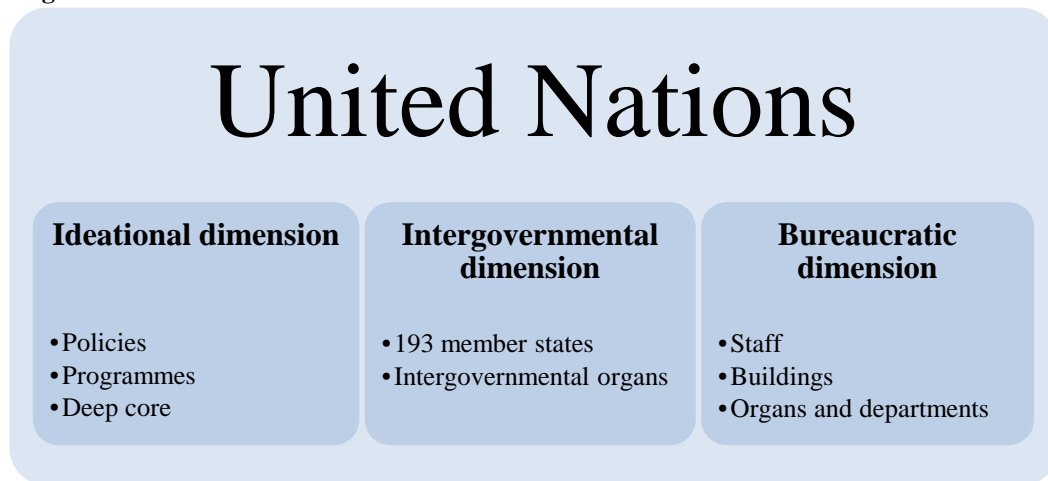 United Nations
Ideational dimension
•Policies
•Programmes
•Deep core
Intergovernmental
dimension
•193 member states
•Intergovernmental organs
Bureaucratic
dimension
•Staff
•Buildings
•Organs and departments